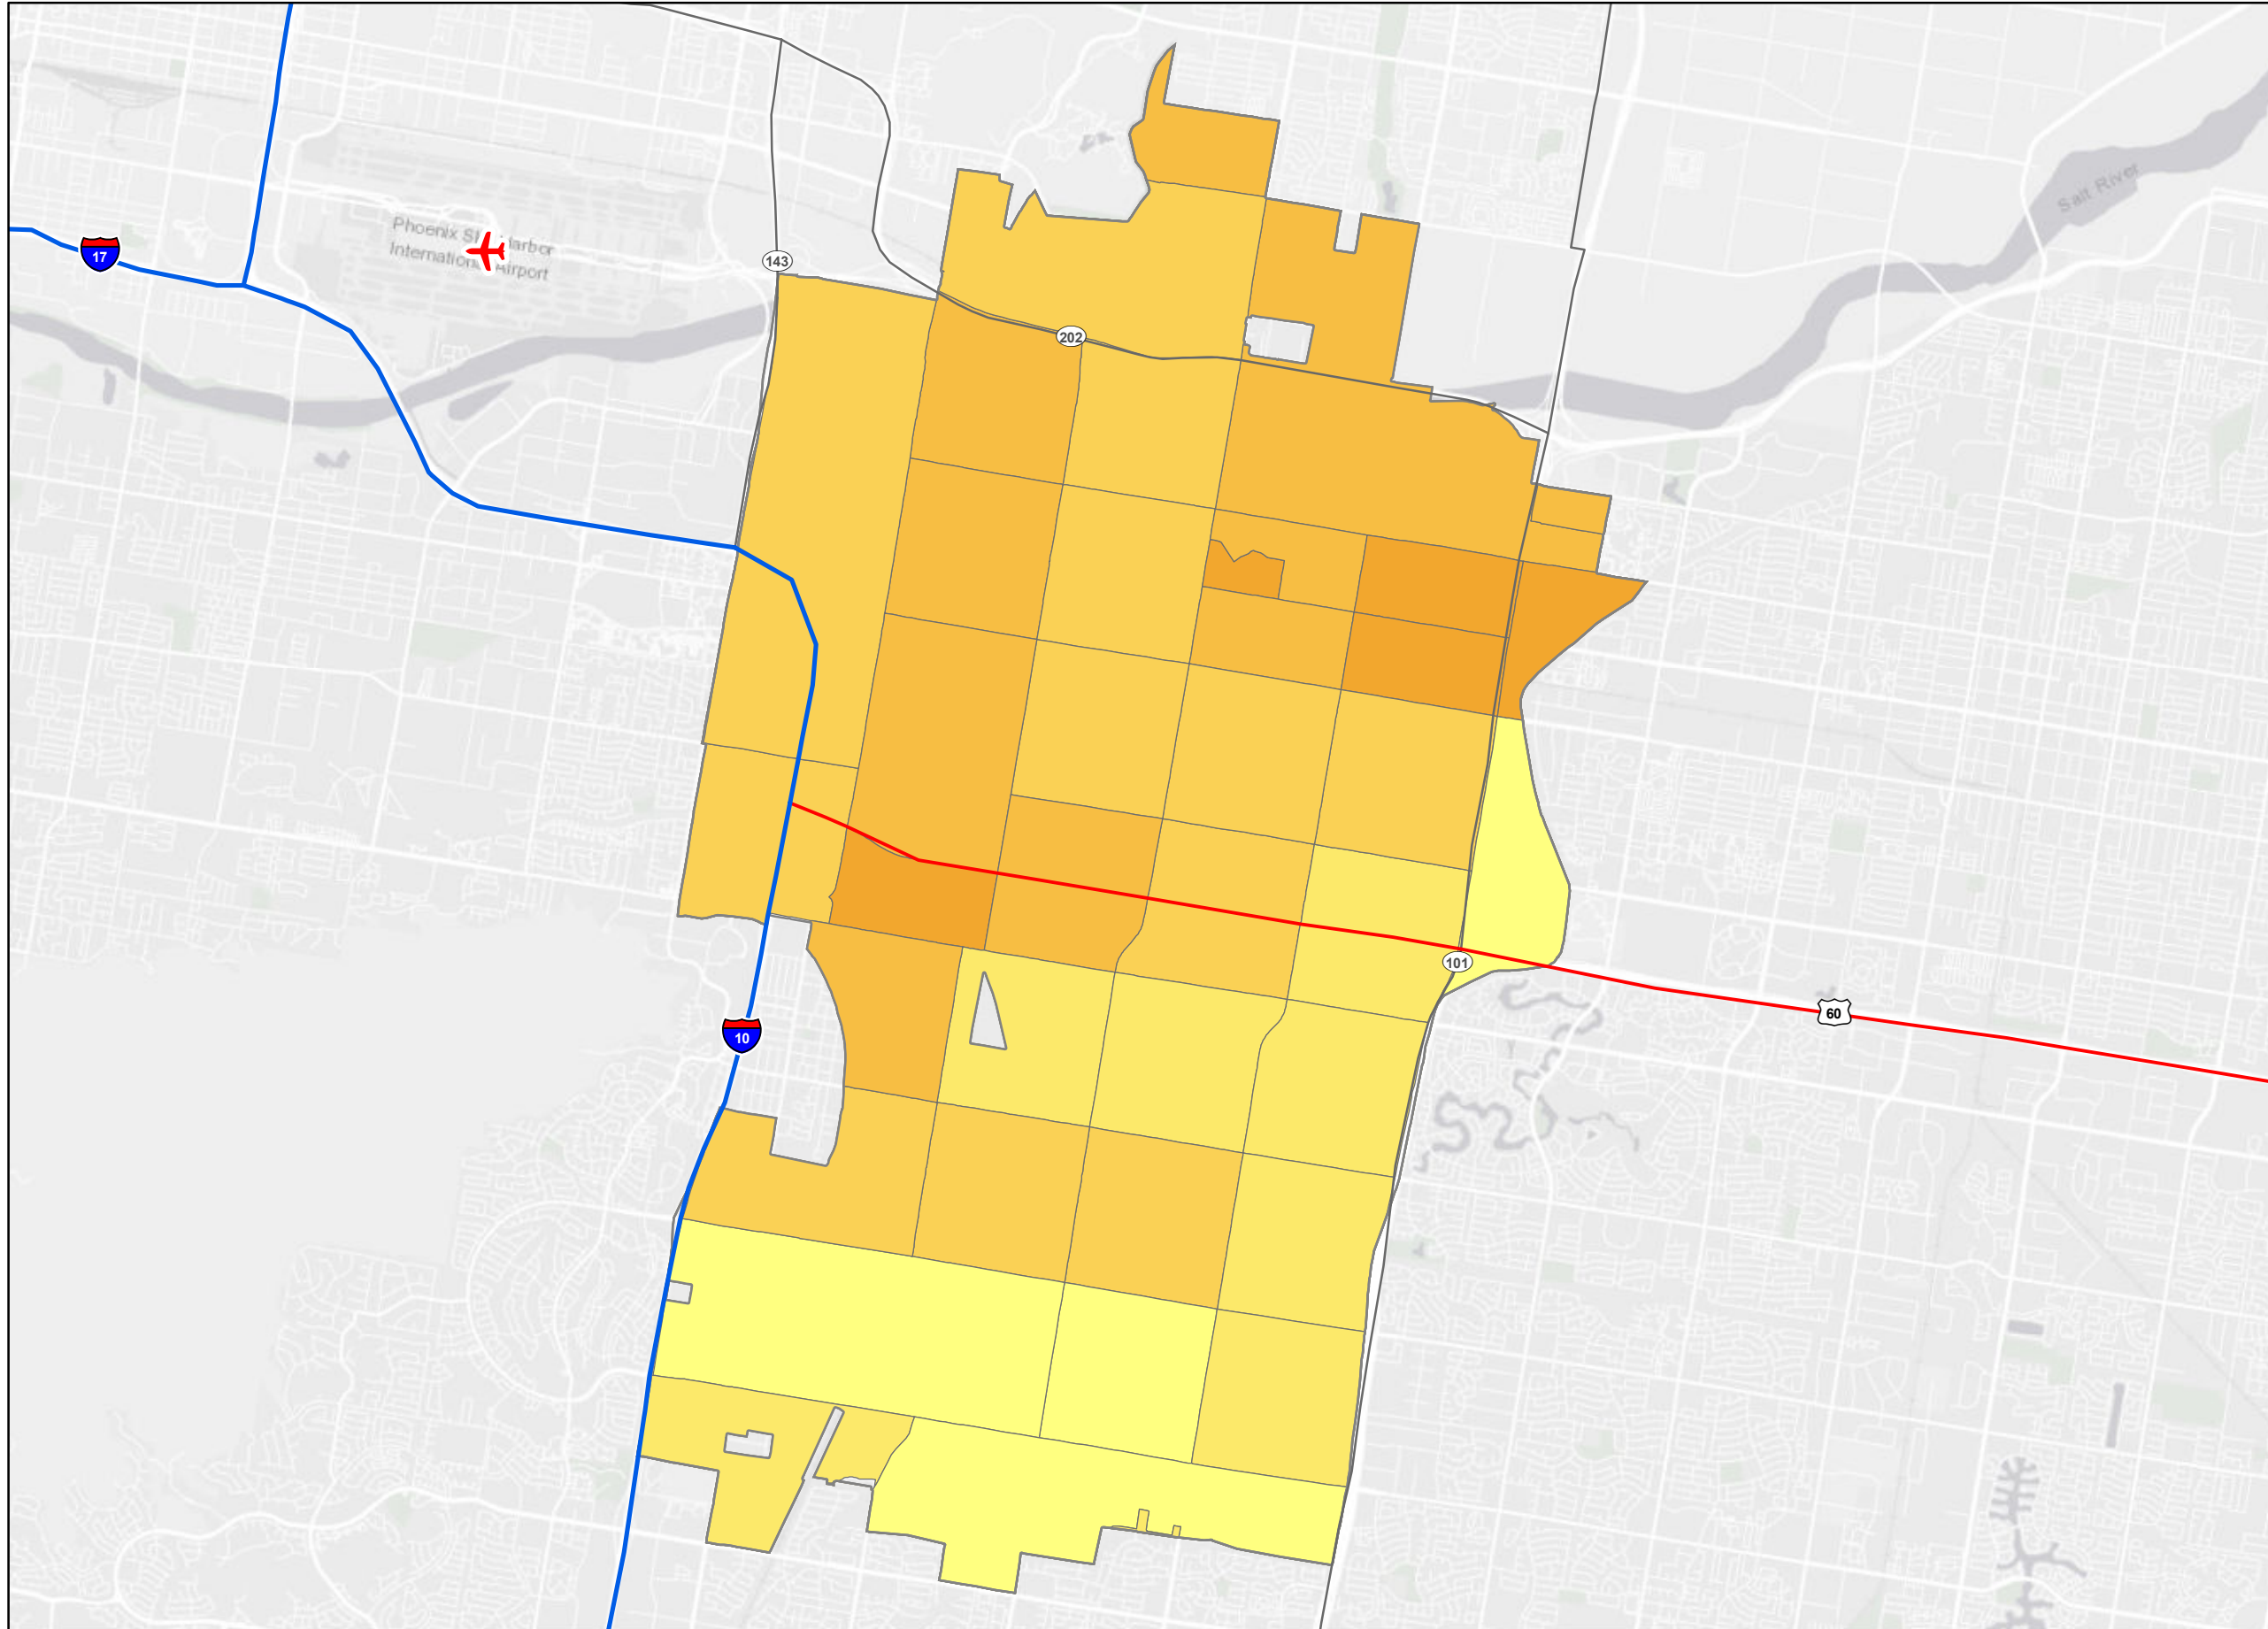 Salt River
Phoenix Sky Harbor
International Airport
17
143
202
101
60
10